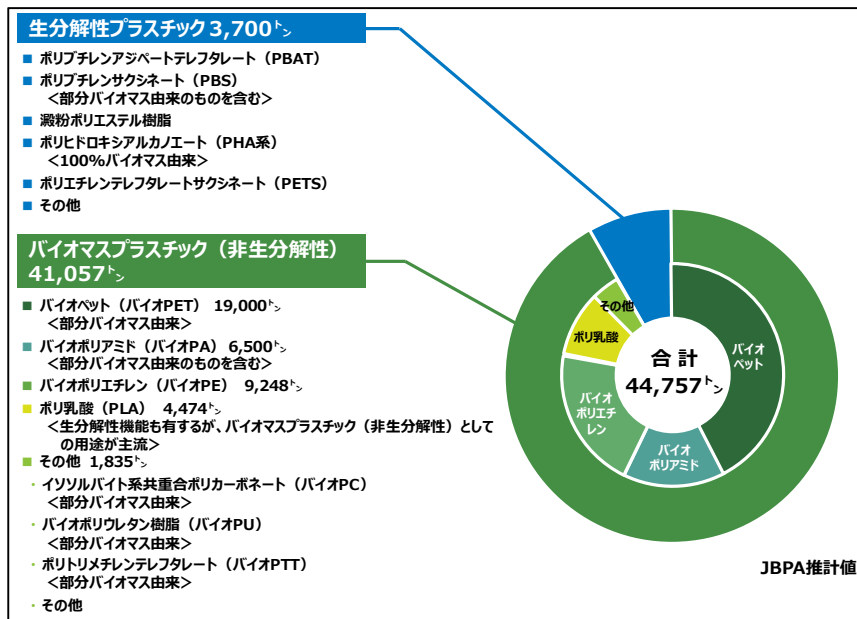 生分解性プラスチック 3,700㌧
■ ポリブチレンアジペートテレフタレート（PBAT）
■ ポリブチレンサクシネート（PBS）
＜部分バイオマス由来のものを含む＞
■ 澱粉ポリエステル樹脂
■ ポリヒドロキシアルカノエート（PHA系）
＜100％バイオマス由来＞
■ ポリエチレンテレフタレートサクシネート（PETS）
■ その他
バイオマスプラスチック（非生分解性）
41,057㌧
■ バイオペット（バイオPET） 19,000㌧
＜部分バイオマス由来＞
■ バイオポリアミド（バイオPA）6,500㌧
＜部分バイオマス由来のものを含む＞
■ バイオポリエチレン（バイオPE） 9,248㌧
■ ポリ乳酸（PLA） 4,474㌧
＜生分解性機能も有するが、バイオマスプラスチック（非生分解性）として
の用途が主流＞
■ その他 1,835㌧
・ イソソルバイト系共重合ポリカーボネート（バイオPC）
＜部分バイオマス由来＞
・ バイオポリウレタン樹脂（バイオPU）
＜部分バイオマス由来＞
・ ポリトリメチレンテレフタレート（バイオPTT）
＜部分バイオマス由来＞
・ その他
その他
ポリ乳酸
バイオ
ポリエチ
レン
バイオ
ポリアミド
バイオ
ペット
合 計
44,757㌧
JBPA推計値